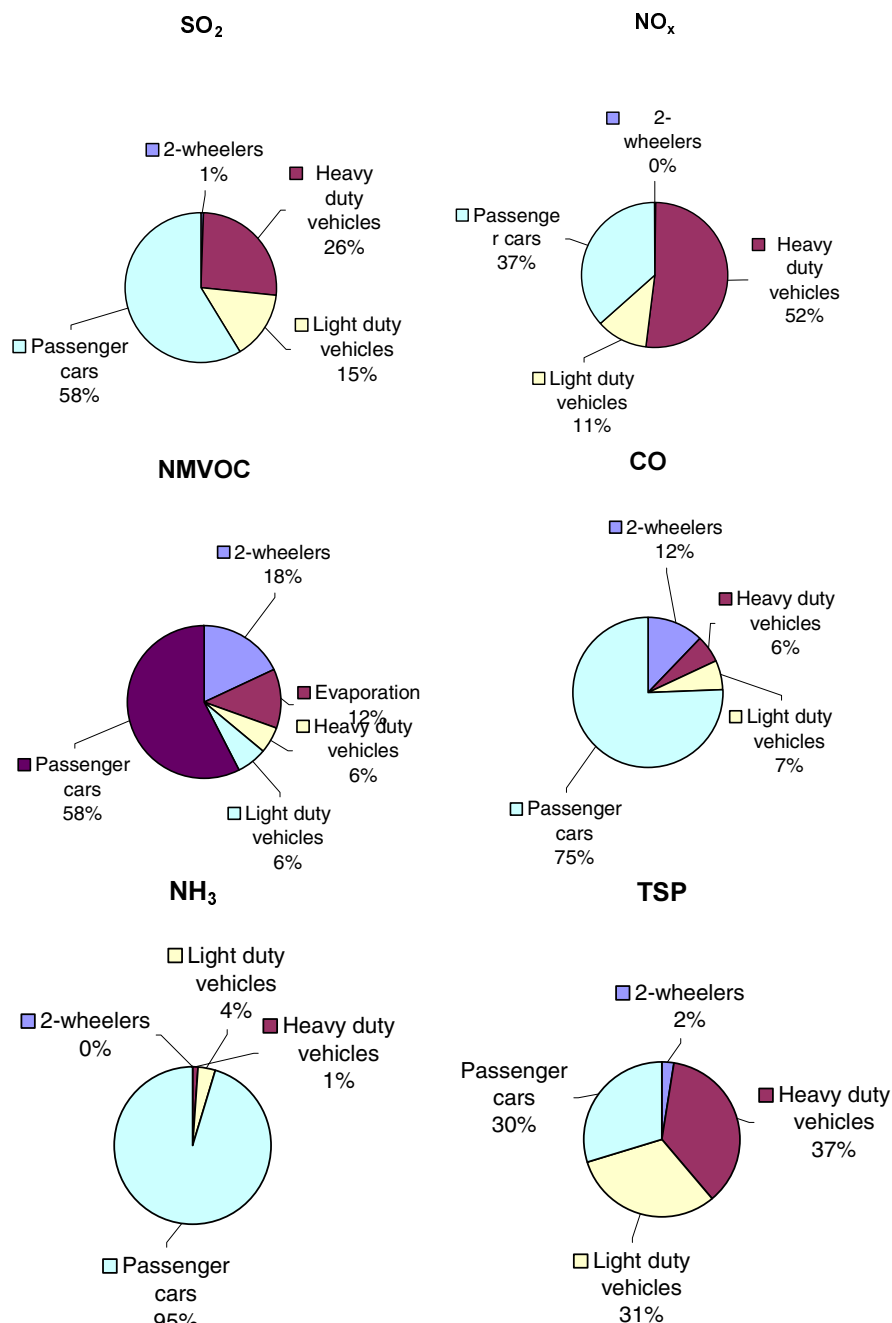 SO2
2-wheelers
1%
Heavy
duty
vehicles
26%
Light duty
vehicles
15%
Passenger
cars
58%
NOx
2-
wheelers
0%
Passenge
r cars
37%
Heavy
duty
vehicles
52%
Light duty
vehicles
11%
NMVOC
2-wheelers
18%
Evaporation
12%
Heavy duty
vehicles
6%
Light duty
vehicles
6%
Passenger
cars
58%
CO
2-wheelers
12%
Heavy duty
vehicles
6%
Light duty
vehicles
7%
Passenger
cars
75%
NH3
Light duty
vehicles
4%
2-wheelers
0%
Heavy duty
vehicles
1%
Passenger
cars
95%
TSP
2-wheelers
2%
Passenger
cars
30%
Heavy duty
vehicles
37%
Light duty
vehicles
31%